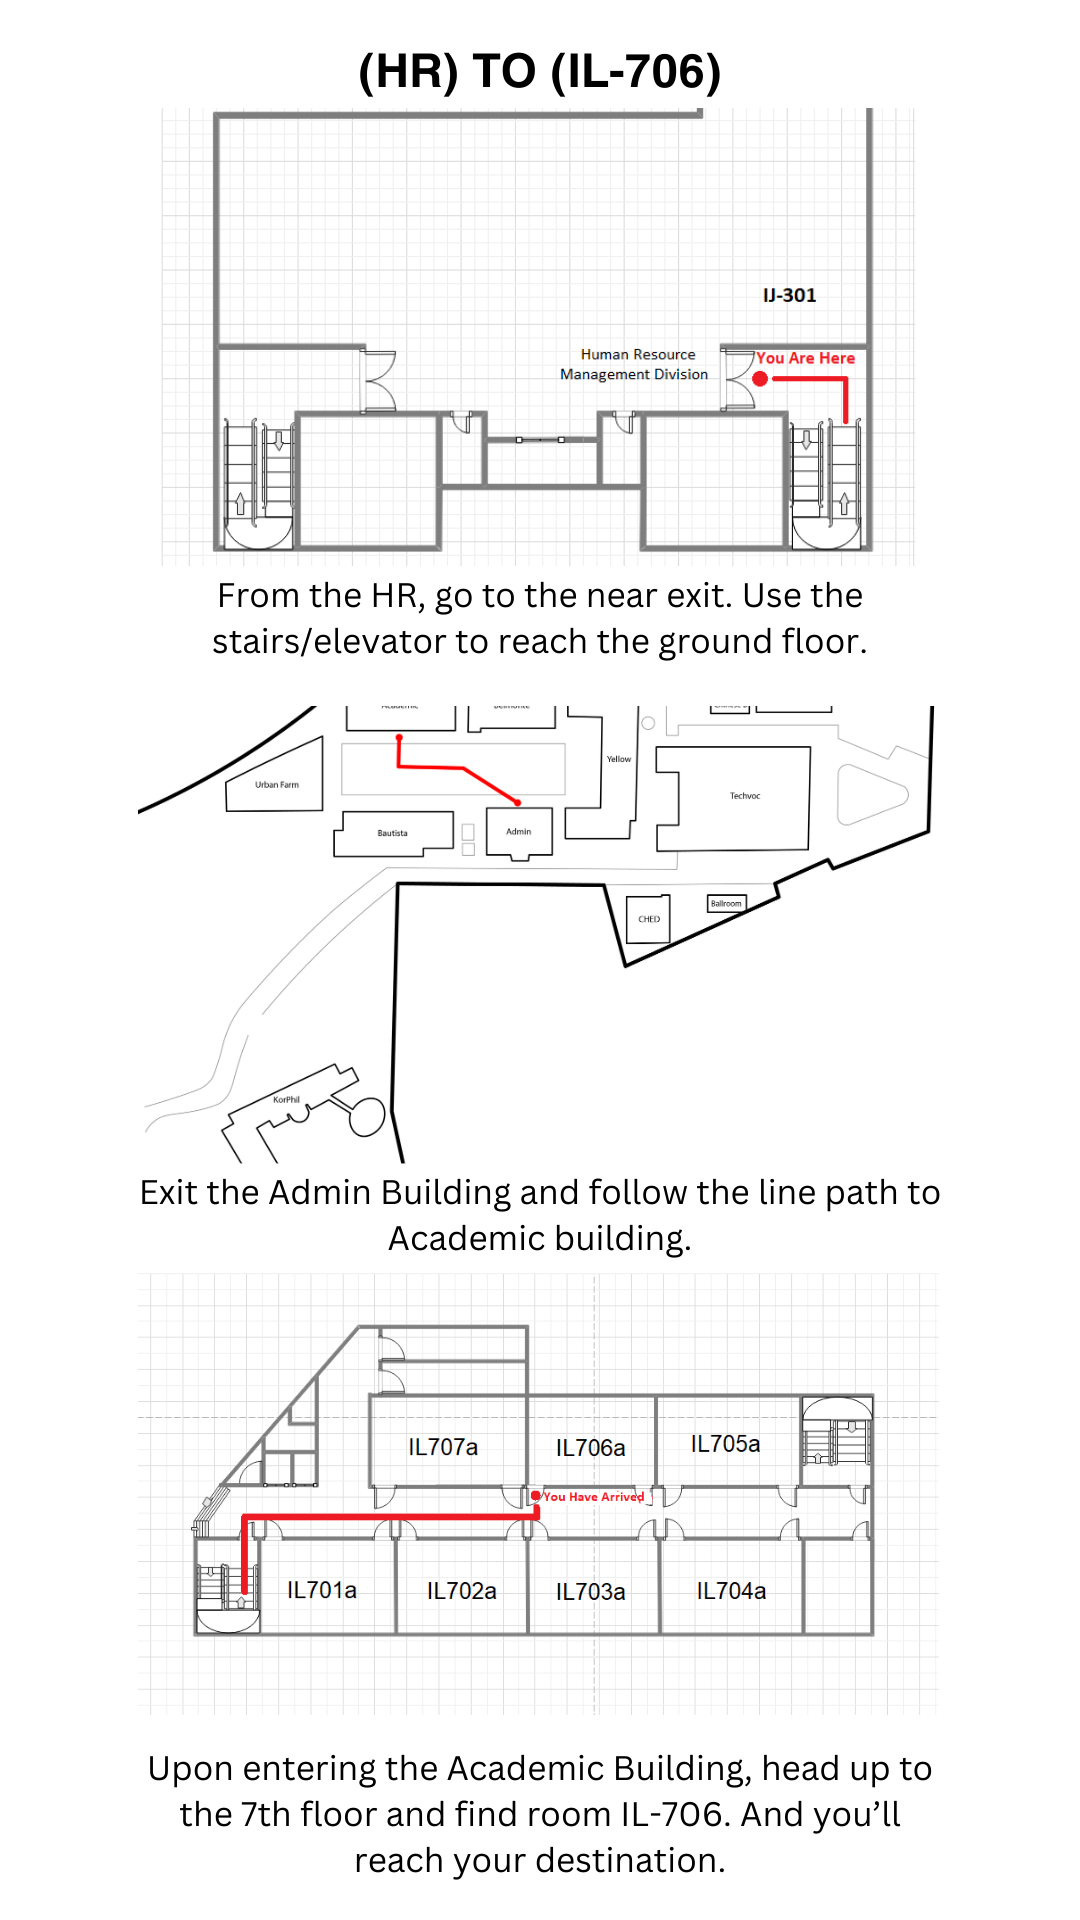 (HR) TO (IL-706)
IJ-301
Human Resource
Management Division
You Are Here
From the HR, go to the near exit. Use the
stairs/elevator to reach the ground floor.
Academic
Belmonte
Yellow
Urban Farm
Techvoc
Bautista
Admin
CHED
Ballroom
KorPhil
Exit the Admin Building and follow the line path to
Academic building.
IL707a
IL706a
IL705a
You Have Arrived
IL701a
IL702a
IL703a
IL704a
Upon entering the Academic Building, head up to
the 7th floor and find room IL-706. And you’ll
reach your destination.